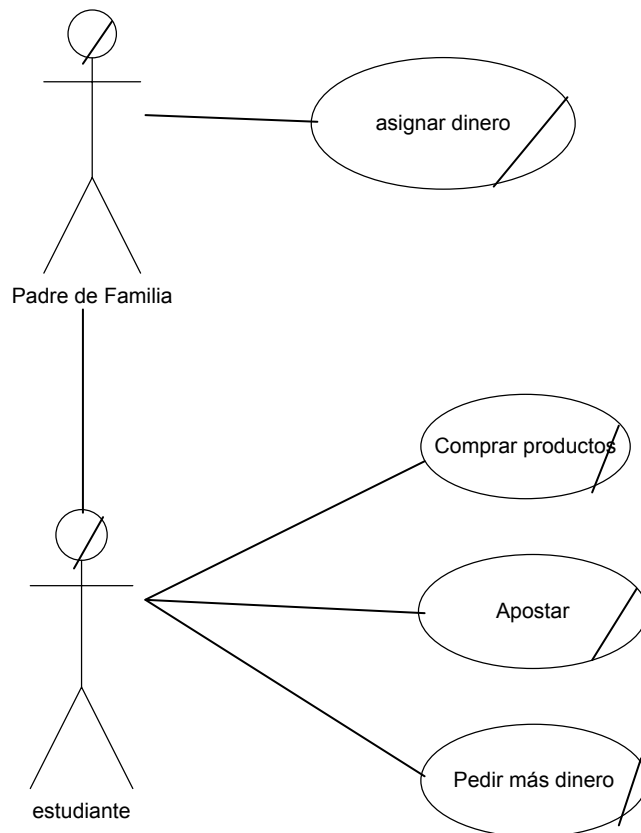 asignar dinero
Padre de Familia
Comprar productos
Apostar
Pedir más dinero
estudiante